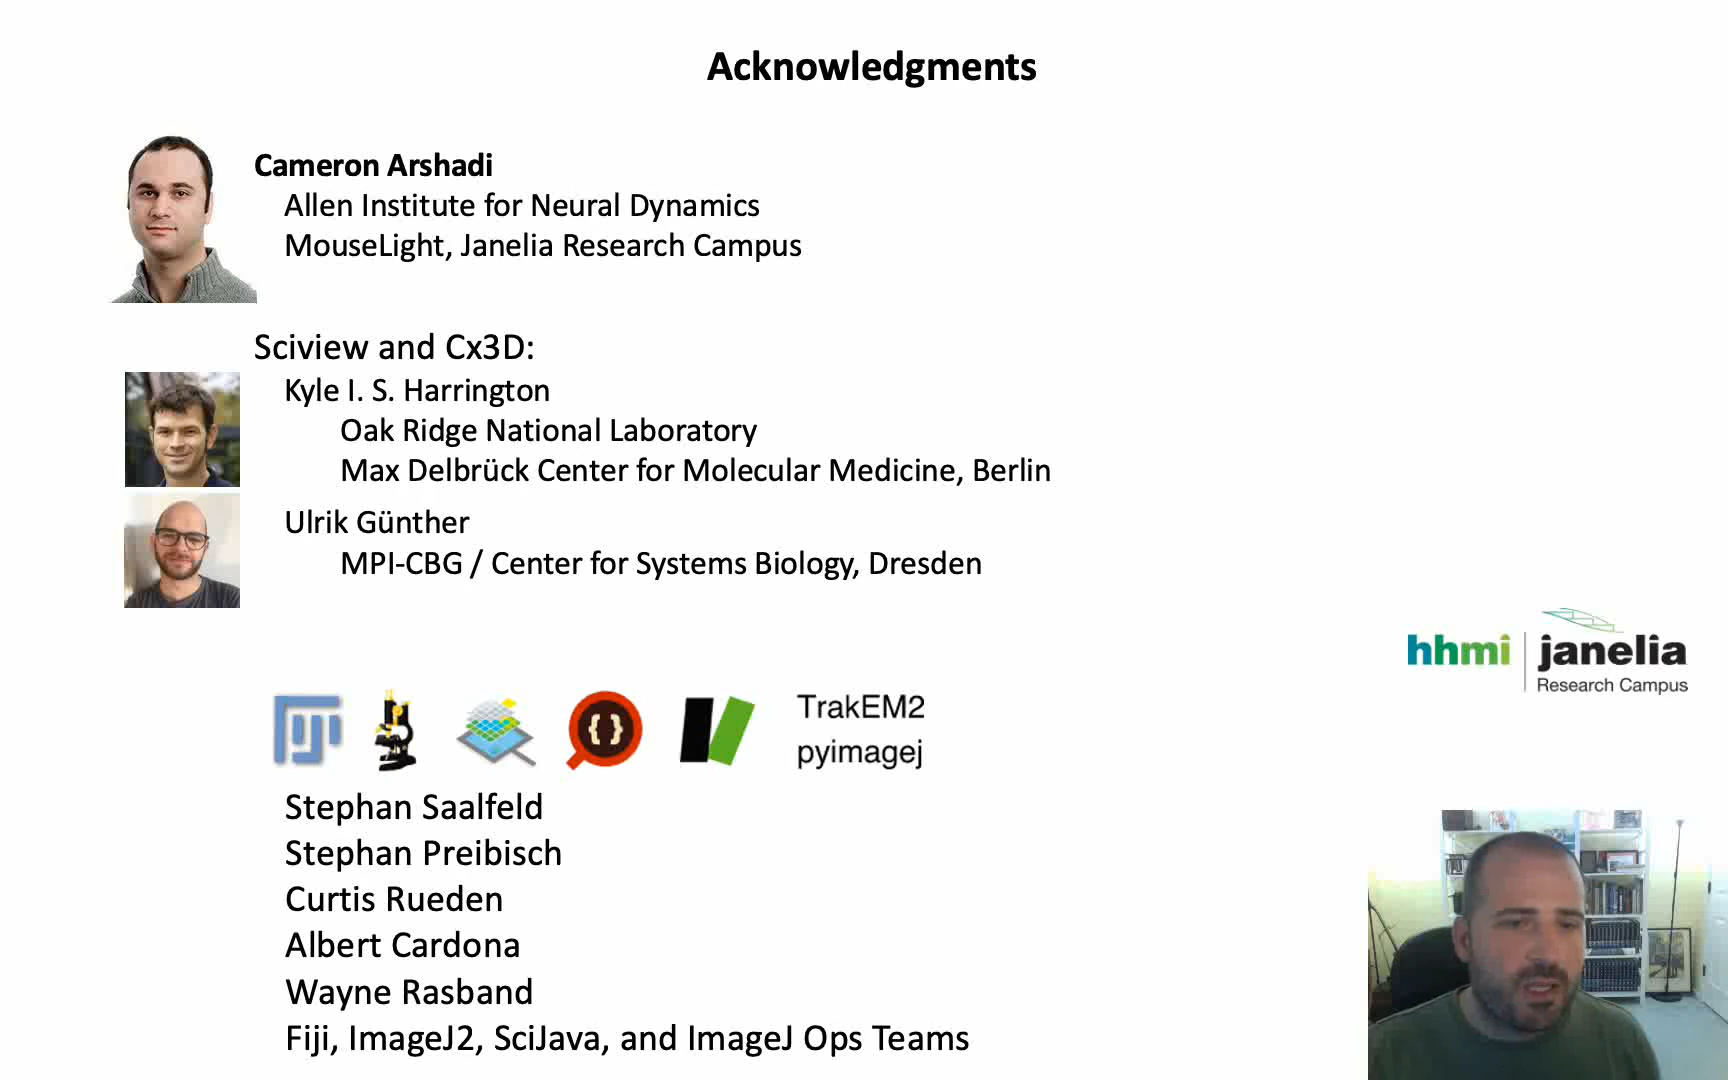 Acknowledgments
Cameron Arshadi
Allen Institute for Neural Dynamics
MouseLight, Janelia Research Campus
Sciview and Cx3D:
Kyle I. S. Harrington
Oak Ridge National Laboratory
Max Delbrück Center for Molecular Medicine, Berlin
Ulrik Günther
MPI-CBG / Center for Systems Biology, Dresden
hhmi janelia
Research Campus
TrakEM2
pyimagej
Stephan Saalfeld
Stephan Preibisch
Curtis Rueden
Albert Cardona
Wayne Rasband
Fiji, ImageJ2, SciJava, and ImageJ Ops Teams